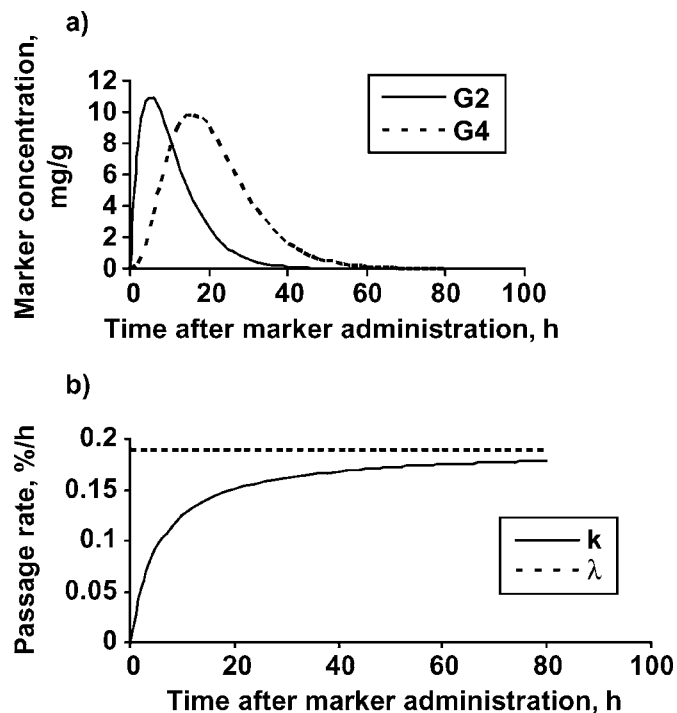 a)
Marker concentration,
mg/g
12
10
8
6
4
2
0
0 20 40 60 80 100
Time after marker administration, h
G2
G4
b)
Passage rate, %/h
0.2
0.15
0.1
0.05
0
0 20 40 60 80 100
Time after marker administration, h
k
λ